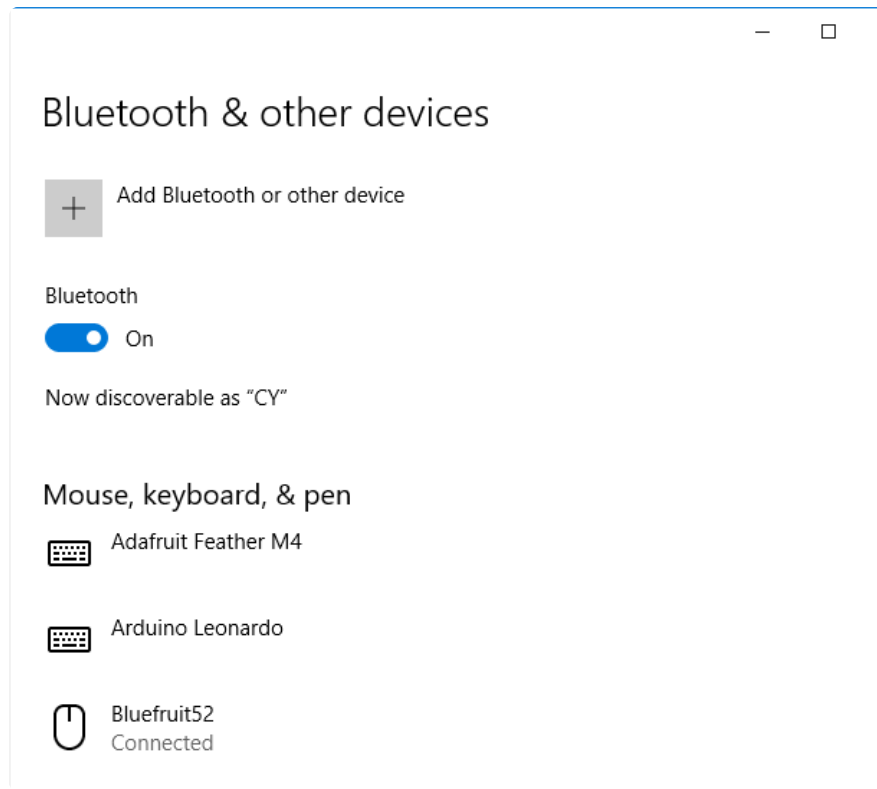 Bluetooth & other devices
Add Bluetooth or other device
Bluetooth
On
Now discoverable as “CY”
Mouse, keyboard, & pen
Adafruit Feather M4
Arduino Leonardo
Bluefruit52
Connected